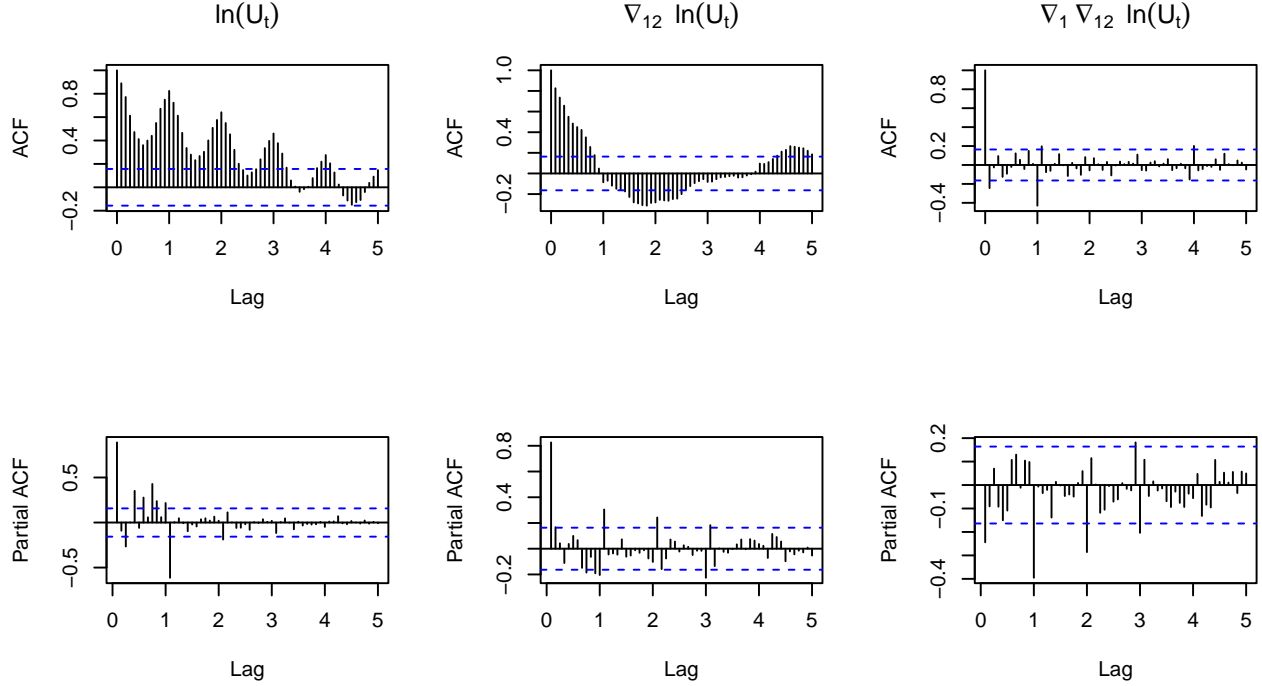 ln(Uₜ)
∇₁₂ ln(Uₜ)
∇₁ ∇₁₂ ln(Uₜ)
ACF
−0.2 0.4 0.8
0 1 2 3 4 5
Lag
ACF
−0.2 0.4 1.0
0 1 2 3 4 5
Lag
ACF
−0.4 0.2 0.8
0 1 2 3 4 5
Lag
Partial ACF
−0.5 0.5
0 1 2 3 4 5
Lag
Partial ACF
−0.2 0.4 0.8
0 1 2 3 4 5
Lag
Partial ACF
−0.4 −0.1 0.2
0 1 2 3 4 5
Lag